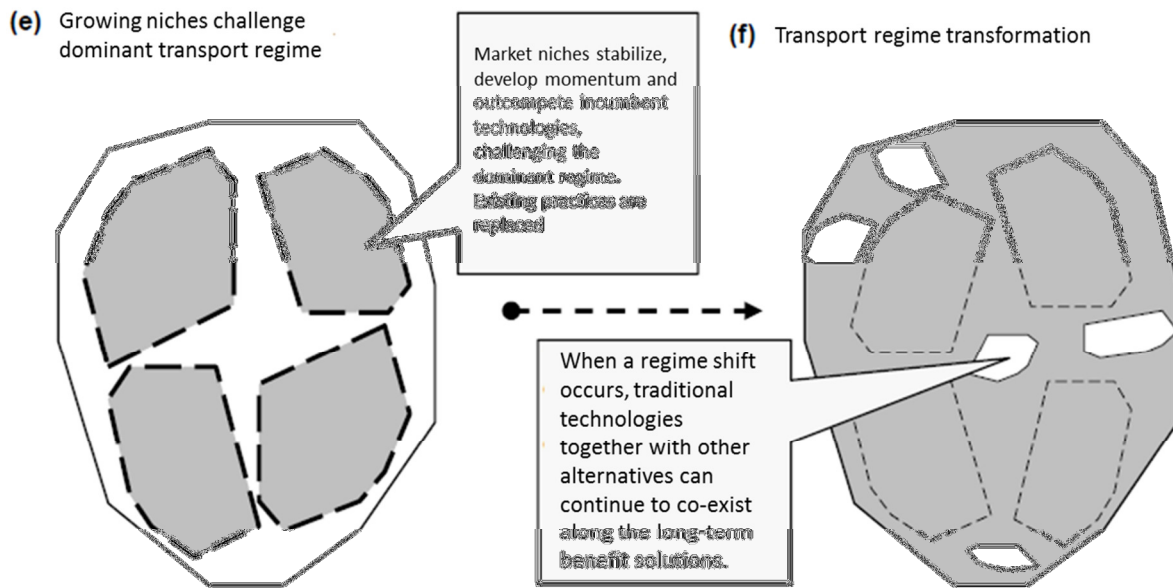 (e) Growing niches challenge
dominant transport regime
Market niches stabilize,
develop momentum and
outcompete incumbent
technologies,
challenging the
dominant regime.
Existing practices are
replaced
(f) Transport regime transformation
When a regime shift
occurs, traditional
technologies
together with other
alternatives can
continue to co-exist
along the long-term
benefit solutions.